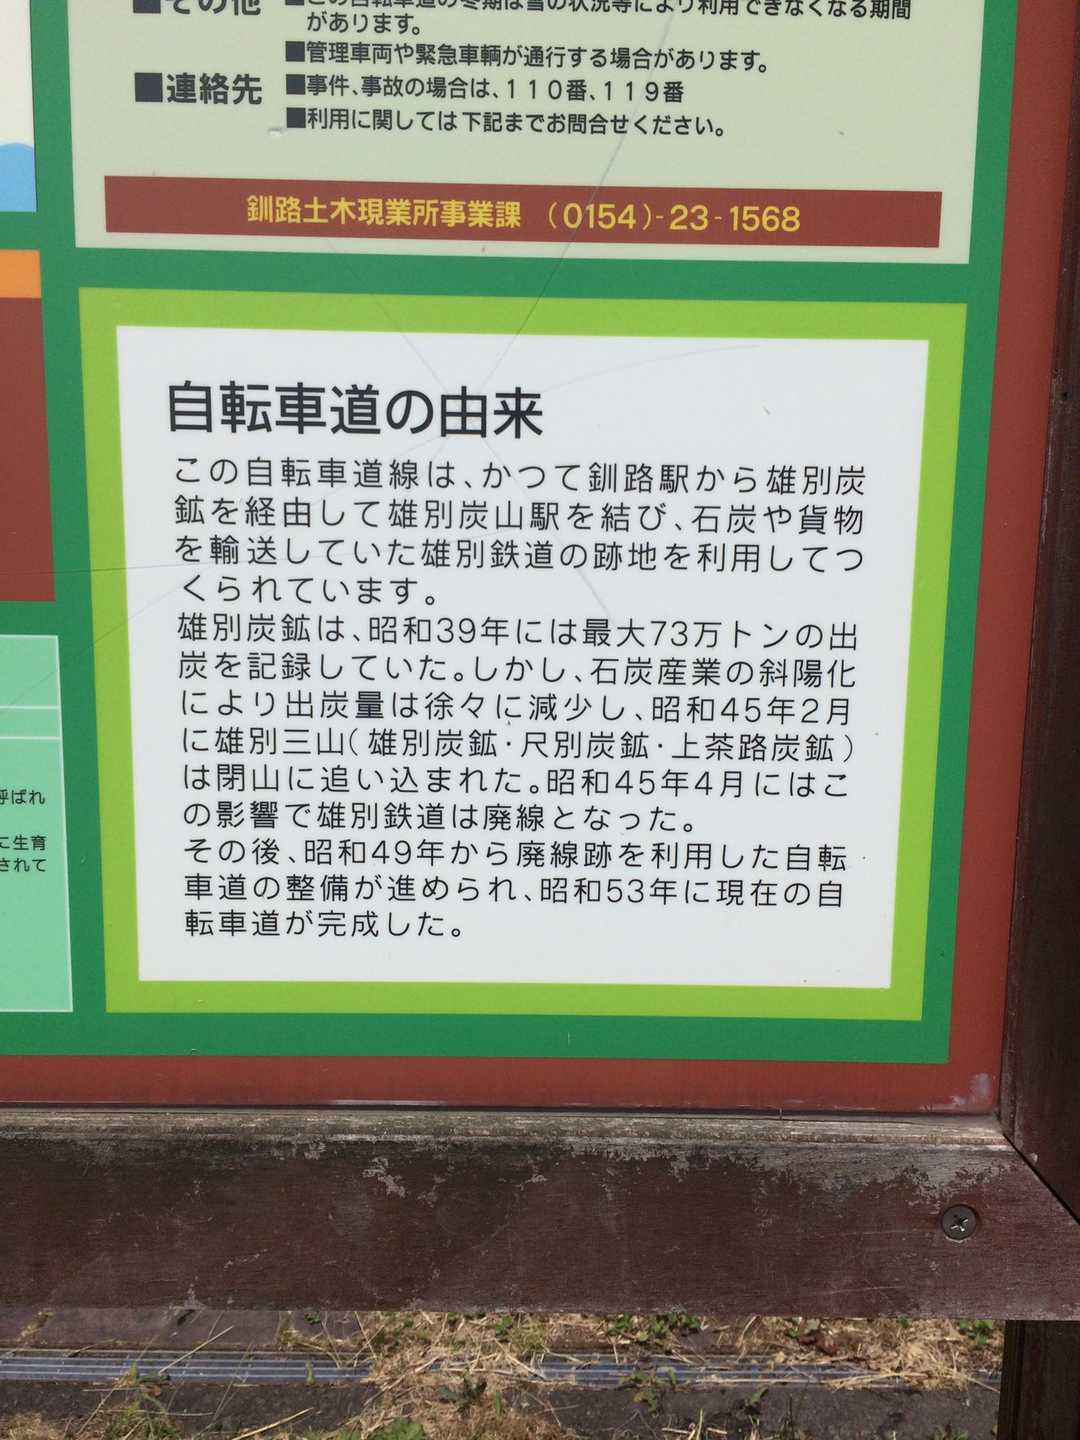 ■その他
■この自転車道の冬期は雪の状況等により利用できなくなる期間
があります。
■管理車両や緊急車輌が通行する場合があります。
■連絡先
■事件、事故の場合は、110番、119番
■利用に関しては下記までお問合せください。
釧路土木現業所事業課 (0154)-23-1568
自転車道の由来
この自転車道線は、かつて釧路駅から雄別炭
鉱を経由して雄別炭山駅を結び、石炭や貨物
を輸送していた雄別鉄道の跡地を利用してつ
くられています。
雄別炭鉱は、昭和39年には最大73万トンの出
炭を記録していた。しかし、石炭産業の斜陽化
により出炭量は徐々に減少し、昭和45年2月
に雄別三山(雄別炭鉱・尺別炭鉱・上茶路炭鉱)
は閉山に追い込まれた。昭和45年4月にはこ
の影響で雄別鉄道は廃線となった。
その後、昭和49年から廃線跡を利用した自転
車道の整備が進められ、昭和53年に現在の自
転車道が完成した。
呼ばれ
に生育
されて